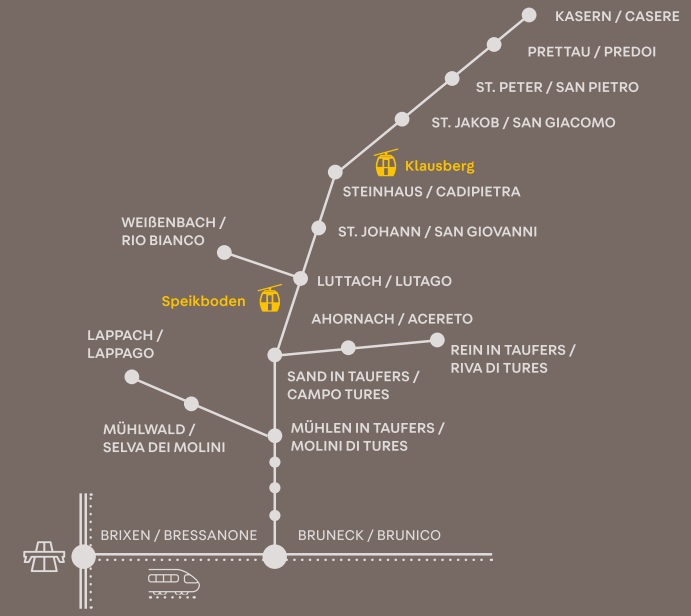 KASERN / CASERE
PRETTAU / PREDOI
ST. PETER / SAN PIETRO
ST. JAKOB / SAN GIACOMO
Klausberg
STEINHAUS / CADIPIETRA
WEIßENBACH /
RIO BIANCO
ST. JOHANN / SAN GIOVANNI
LUTTACH / LUTAGO
Speikboden
AHORNACH / ACERETO
LAPPACH /
LAPPAGO
REIN IN TAUFERS /
RIVA DI TURES
SAND IN TAUFERS /
CAMPO TURES
MÜHLWALD /
SELVA DEI MOLINI
MÜHLEN IN TAUFERS /
MOLINI DI TURES
BRIXEN / BRESSANONE
BRUNECK / BRUNICO